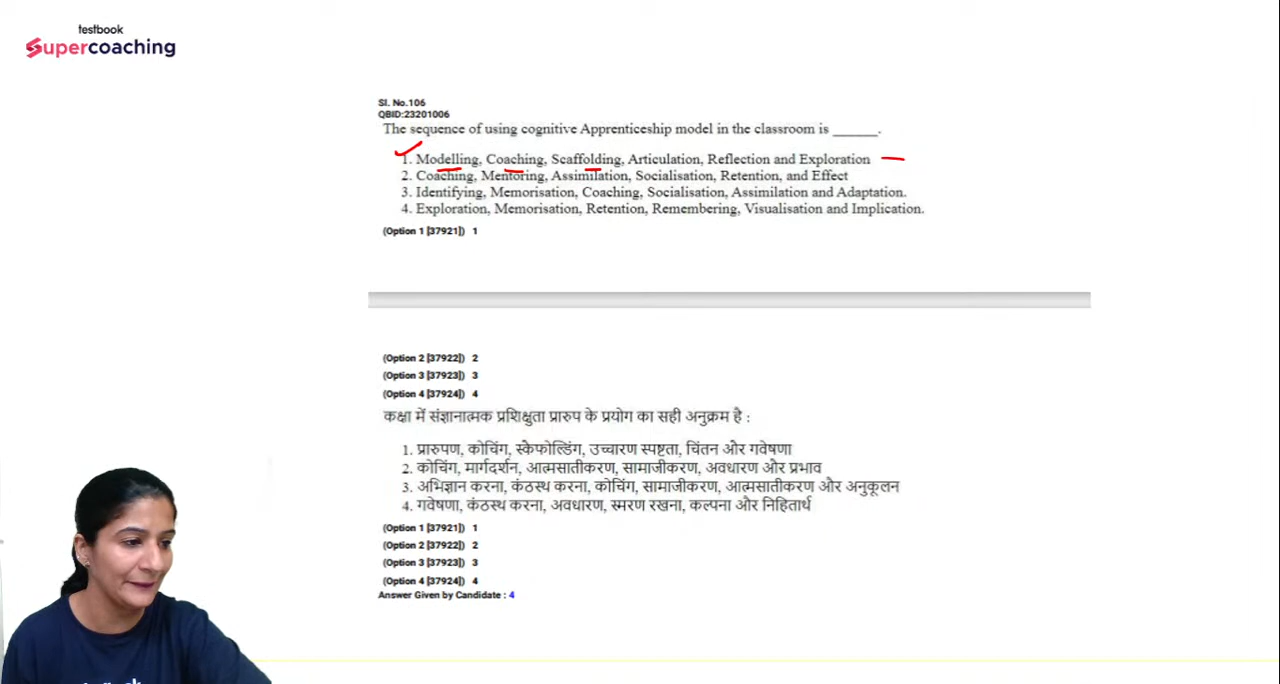 testbook
Supercoaching
Sl. No.106
QBID:23201006
The sequence of using cognitive Apprenticeship model in the classroom is ______.
1. Modelling, Coaching, Scaffolding, Articulation, Reflection and Exploration
2. Coaching, Mentoring, Assimilation, Socialisation, Retention, and Effect
3. Identifying, Memorisation, Coaching, Socialisation, Assimilation and Adaptation.
4. Exploration, Memorisation, Retention, Remembering, Visualisation and Implication.
(Option 1 [37921]) 1
(Option 2 [37922]) 2
(Option 3 [37923]) 3
(Option 4 [37924]) 4
कक्षा में संज्ञानात्मक प्रशिक्षुता प्रारुप के प्रयोग का सही अनुक्रम है :
1. प्रारुपण, कोचिंग, स्कैफोल्डिंग, उच्चारण स्पष्टता, चिंतन और गवेषणा
2. कोचिंग, मार्गदर्शन, आत्मसातीकरण, सामाजीकरण, अवधारण और प्रभाव
3. अभिज्ञान करना, कंठस्थ करना, कोचिंग, सामाजीकरण, आत्मसातीकरण और अनुकूलन
4. गवेषणा, कंठस्थ करना, अवधारण, स्मरण रखना, कल्पना और निहितार्थ
(Option 1 [37921]) 1
(Option 2 [37922]) 2
(Option 3 [37923]) 3
(Option 4 [37924]) 4
Answer Given by Candidate : 4